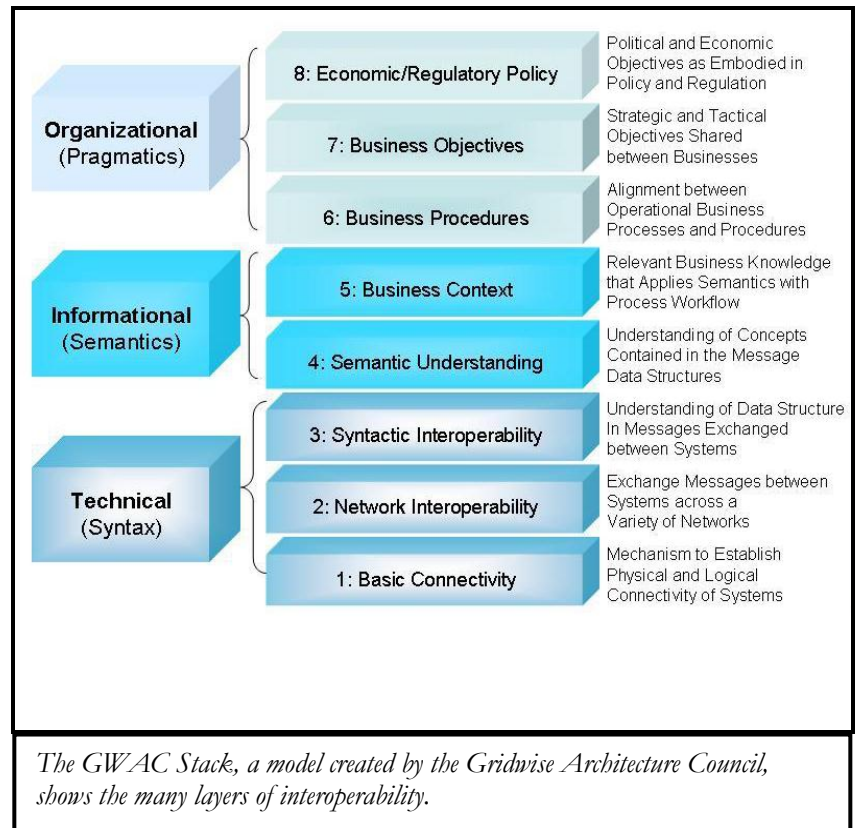 Organizational
(Pragmatics)
8: Economic/Regulatory Policy
Political and Economic
Objectives as Embodied in
Policy and Regulation
7: Business Objectives
Strategic and Tactical
Objectives Shared
between Businesses
6: Business Procedures
Alignment between
Operational Business
Processes and Procedures
Informational
(Semantics)
5: Business Context
Relevant Business Knowledge
that Applies Semantics with
Process Workflow
4: Semantic Understanding
Understanding of Concepts
Contained in the Message
Data Structures
Technical
(Syntax)
3: Syntactic Interoperability
Understanding of Data Structure
In Messages Exchanged
between Systems
2: Network Interoperability
Exchange Messages between
Systems across a
Variety of Networks
1: Basic Connectivity
Mechanism to Establish
Physical and Logical
Connectivity of Systems
The GWAC Stack, a model created by the Gridwise Architecture Council,
shows the many layers of interoperability.